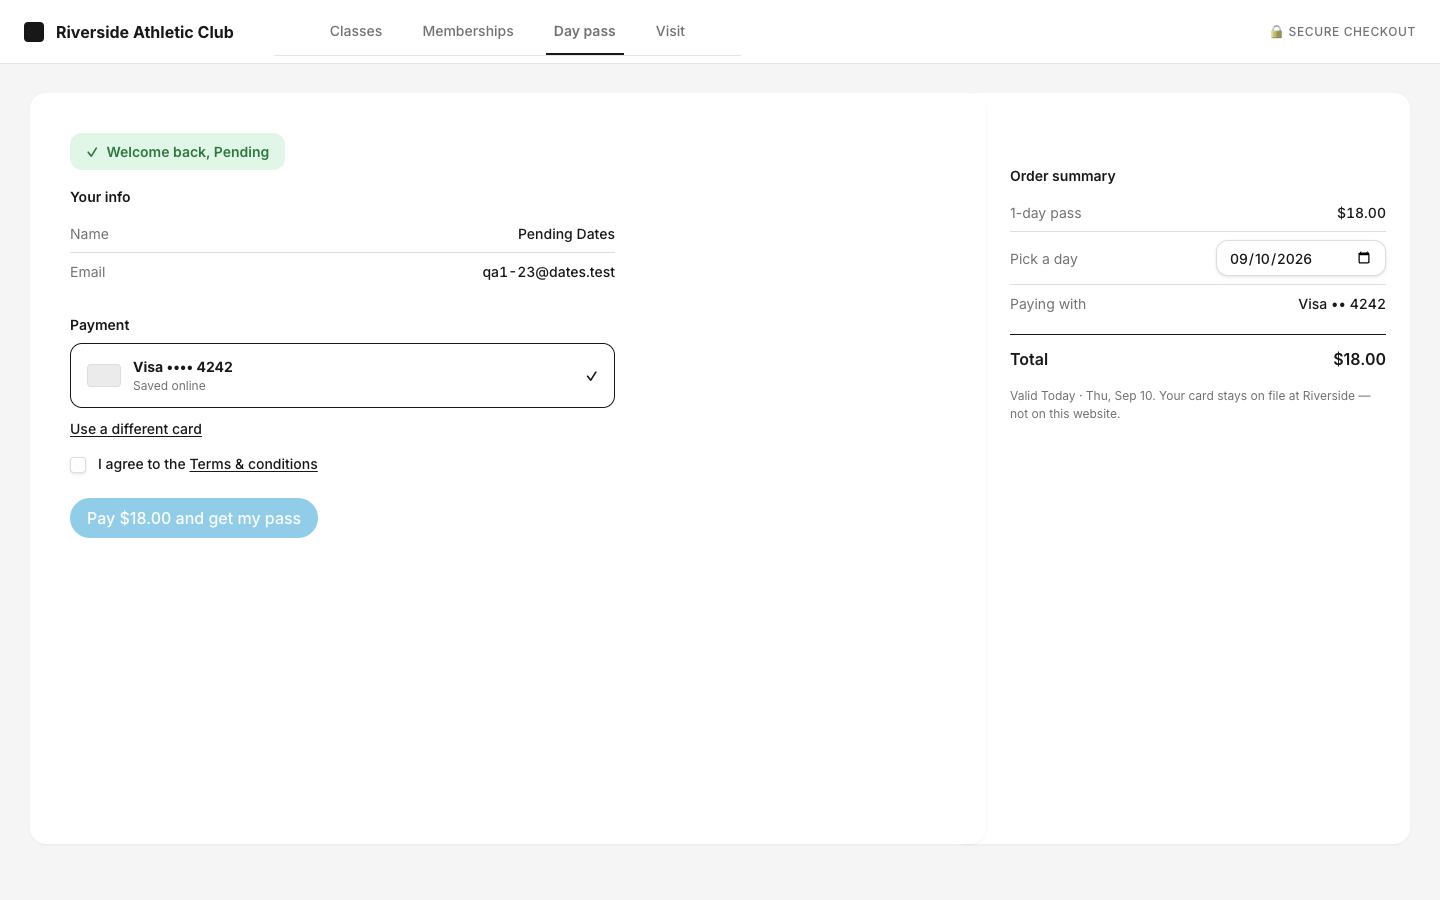 Riverside Athletic Club
Classes
Memberships
Day pass
Visit
🔒 SECURE CHECKOUT
✓ Welcome back, Pending
Your info
Name Pending Dates
Email qa1-23@dates.test
Payment
Visa •••• 4242
Saved online
Use a different card
I agree to the Terms & conditions
Pay $18.00 and get my pass
Order summary
1-day pass $18.00
Pick a day 09/10/2026
Paying with Visa •• 4242
Total $18.00
Valid Today · Thu, Sep 10. Your card stays on file at Riverside —
not on this website.